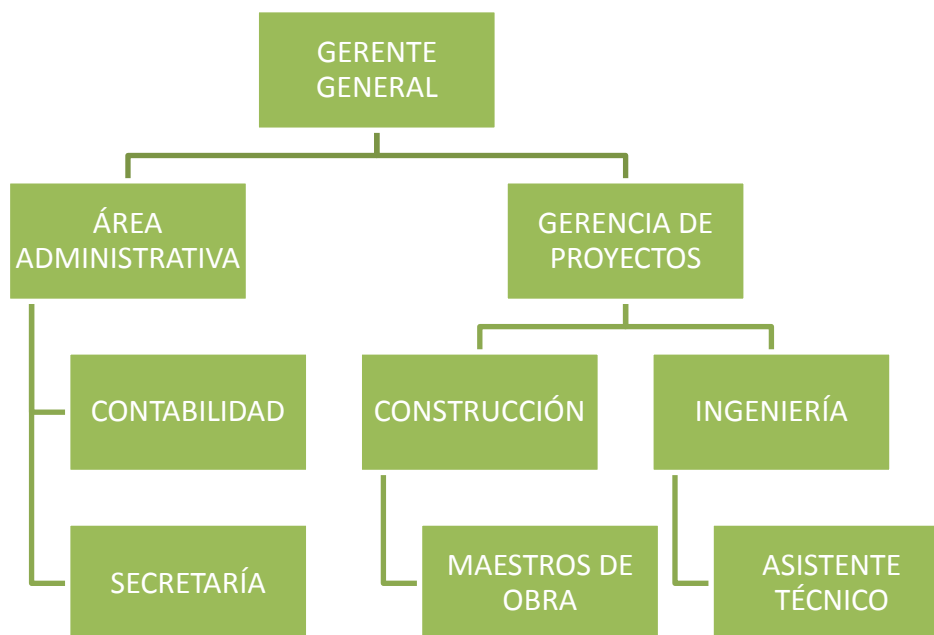 GERENTE
GENERAL
ÁREA
ADMINISTRATIVA
GERENCIA DE
PROYECTOS
CONTABILIDAD
CONSTRUCCIÓN
INGENIERÍA
SECRETARÍA
MAESTROS DE
OBRA
ASISTENTE
TÉCNICO